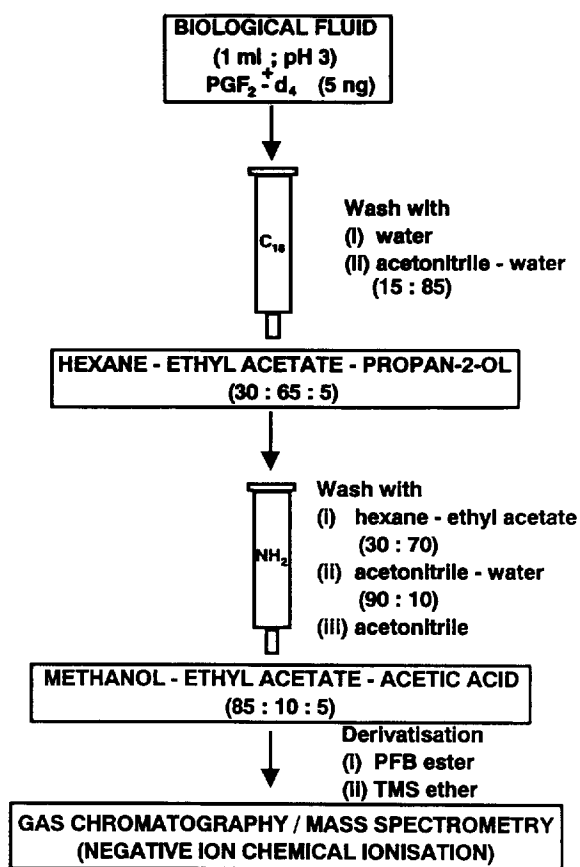 BIOLOGICAL FLUID
(1 ml ; pH 3)
+
PGF₂ - d₄ (5 ng)
C₁₈
Wash with
(i) water
(ii) acetonitrile - water
(15 : 85)
HEXANE - ETHYL ACETATE - PROPAN-2-OL
(30 : 65 : 5)
NH₂
Wash with
(i) hexane - ethyl acetate
(30 : 70)
(ii) acetonitrile - water
(90 : 10)
(iii) acetonitrile
METHANOL - ETHYL ACETATE - ACETIC ACID
(85 : 10 : 5)
Derivatisation
(i) PFB ester
(ii) TMS ether
GAS CHROMATOGRAPHY / MASS SPECTROMETRY
(NEGATIVE ION CHEMICAL IONISATION)